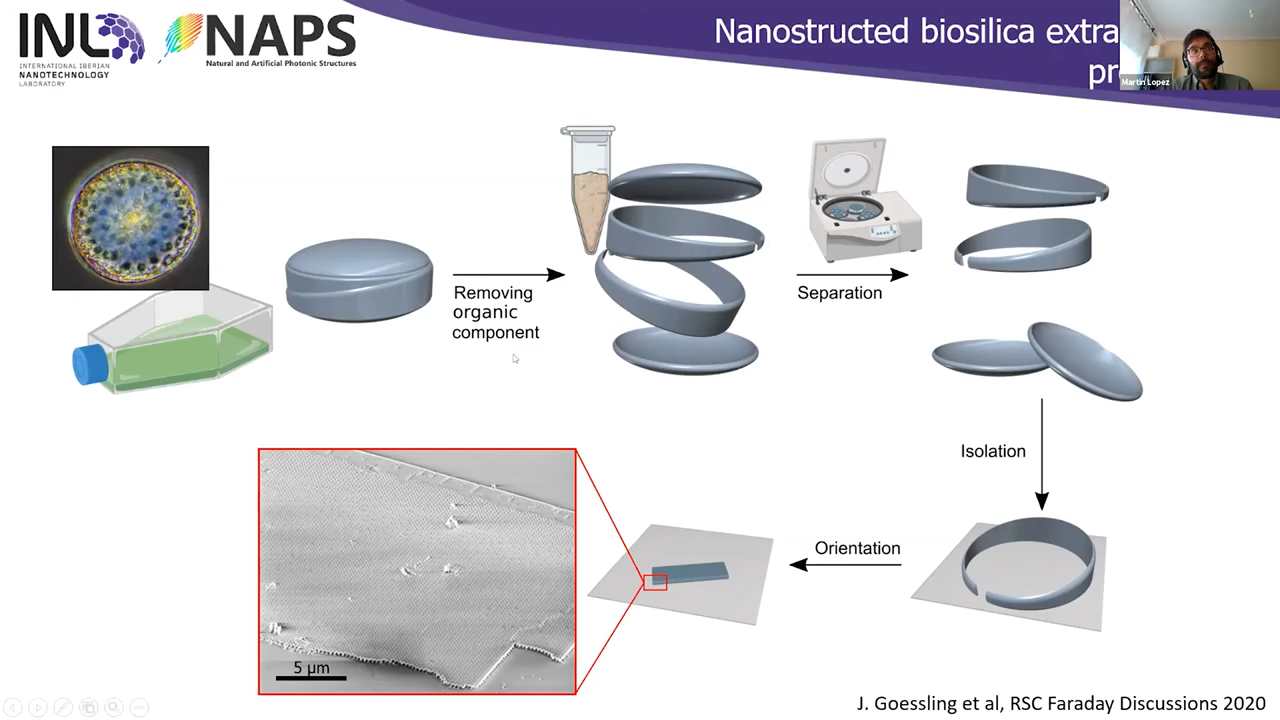 INL
INTERNATIONAL IBERIAN
NANOTECHNOLOGY
LABORATORY
NAPS
Natural and Artificial Photonic Structures
Nanostructed biosilica extra
pr
Martin Lopez
Removing
organic
component
Separation
Isolation
Orientation
5 µm
J. Goessling et al, RSC Faraday Discussions 2020